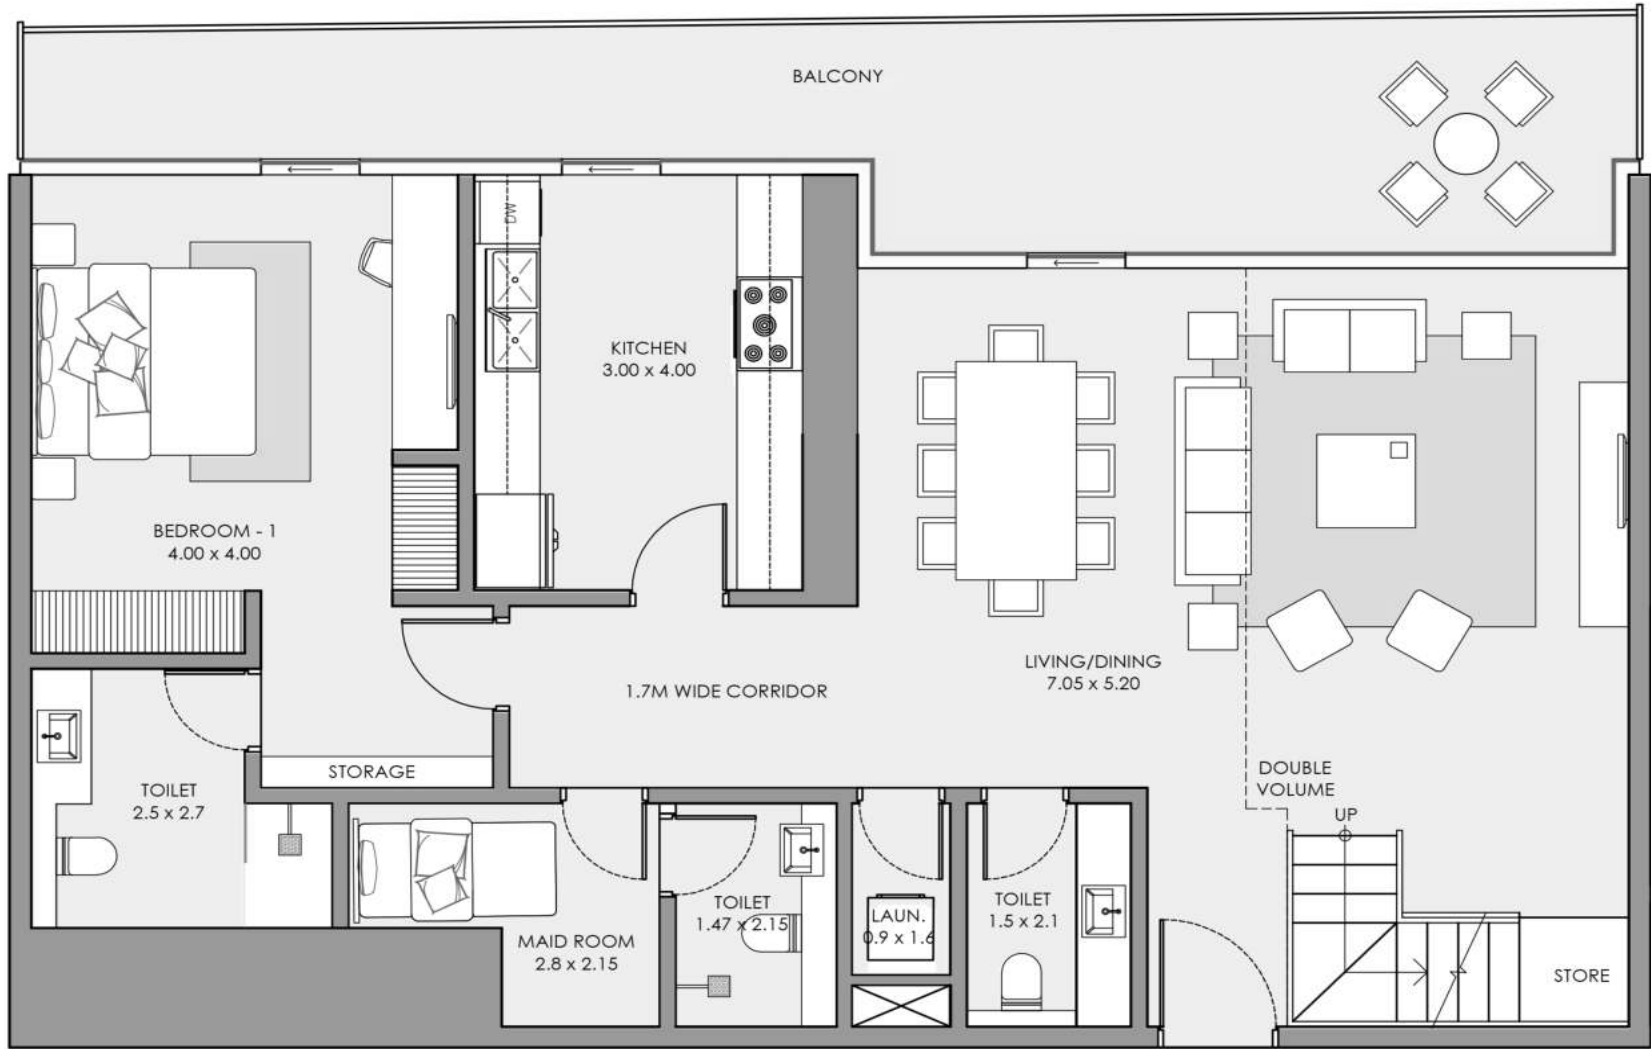 BALCONY
DW
KITCHEN
3.00 x 4.00
BEDROOM - 1
4.00 x 4.00
LIVING/DINING
7.05 x 5.20
1.7M WIDE CORRIDOR
STORAGE
DOUBLE
VOLUME
UP
TOILET
2.5 x 2.7
TOILET
1.47 x 2.15
LAUN.
0.9 x 1.6
TOILET
1.5 x 2.1
MAID ROOM
2.8 x 2.15
STORE